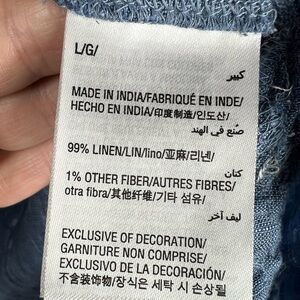 L/G/
كبير
MADE IN INDIA/FABRIQUÉ EN INDE/
HECHO EN INDIA/印度制造/인도산/
صنع في الهند
99% LINEN/LIN/lino/亚麻/리넨/
كتان
1% OTHER FIBER/AUTRES FIBRES/
otra fibra/其他纤维/기타 섬유/
ليف آخر
EXCLUSIVE OF DECORATION/
GARNITURE NON COMPRISE/
EXCLUSIVO DE LA DECORACIÓN/
不含装饰物/장식은 세탁 시 손상될